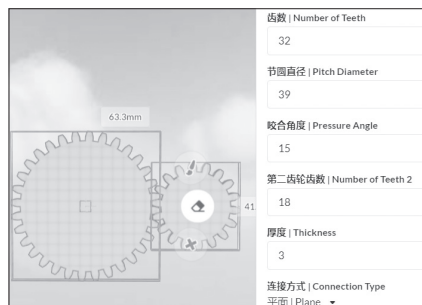 63.3mm
41
齿数 | Number of Teeth
32
节圆直径 | Pitch Diameter
39
咬合角度 | Pressure Angle
15
第二齿轮齿数 | Number of Teeth 2
18
厚度 | Thickness
3
连接方式 | Connection Type
平面 | Plane